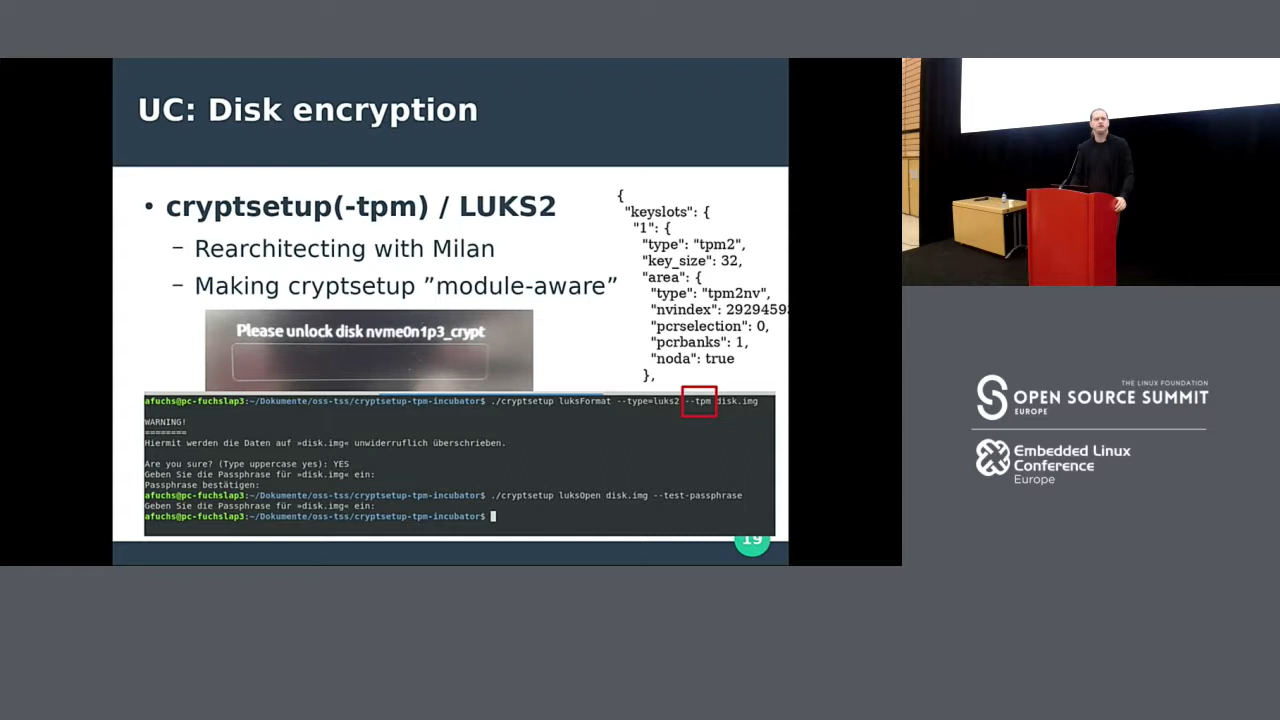 UC: Disk encryption
• cryptsetup(-tpm) / LUKS2
– Rearchitecting with Milan
– Making cryptsetup ”module-aware”
{
"keyslots": {
"1": {
"type": "tpm2",
"key_size": 32,
"area": {
"type": "tpm2nv",
"nvindex":
"pcrselection": 0,
"pcrbanks": 1,
"noda": true
},
Please unlock disk nvme0n1p3_crypt
afuchs@pc-fuchslap3:~/Dokumente/oss-tss/cryptsetup-tpm-incubator$ ./cryptsetup luksFormat --type=luks2 --tpm disk.img
WARNING!
========
Hiermit werden die Daten auf »disk.img« unwiderruflich überschrieben.
Are you sure? (Type uppercase yes): YES
Geben Sie die Passphrase für »disk.img« ein:
Passphrase bestätigen:
afuchs@pc-fuchslap3:~/Dokumente/oss-tss/cryptsetup-tpm-incubator$ ./cryptsetup luksOpen disk.img --test-passphrase
Geben Sie die Passphrase für »disk.img« ein:
afuchs@pc-fuchslap3:~/Dokumente/oss-tss/cryptsetup-tpm-incubator$
19
THE LINUX FOUNDATION
OPEN SOURCE SUMMIT
EUROPE
Embedded Linux
Conference
Europe